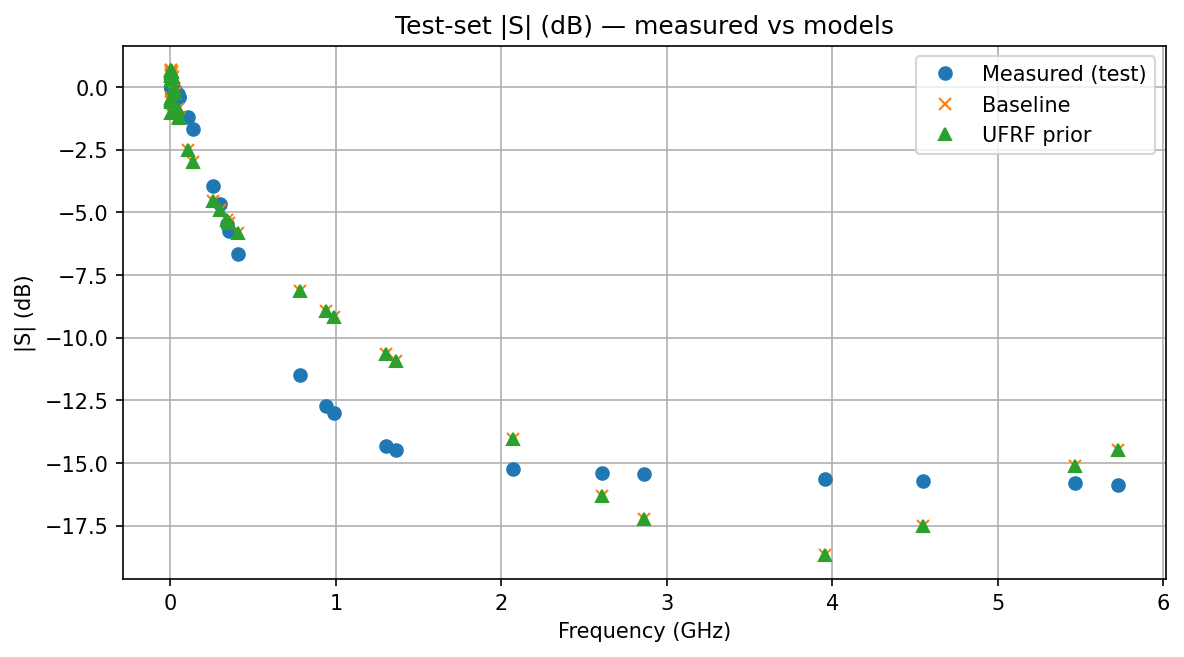 Test-set |S| (dB) — measured vs models
Measured (test)
Baseline
UFRF prior
|S| (dB)
0.0
−2.5
−5.0
−7.5
−10.0
−12.5
−15.0
−17.5
0 1 2 3 4 5 6
Frequency (GHz)